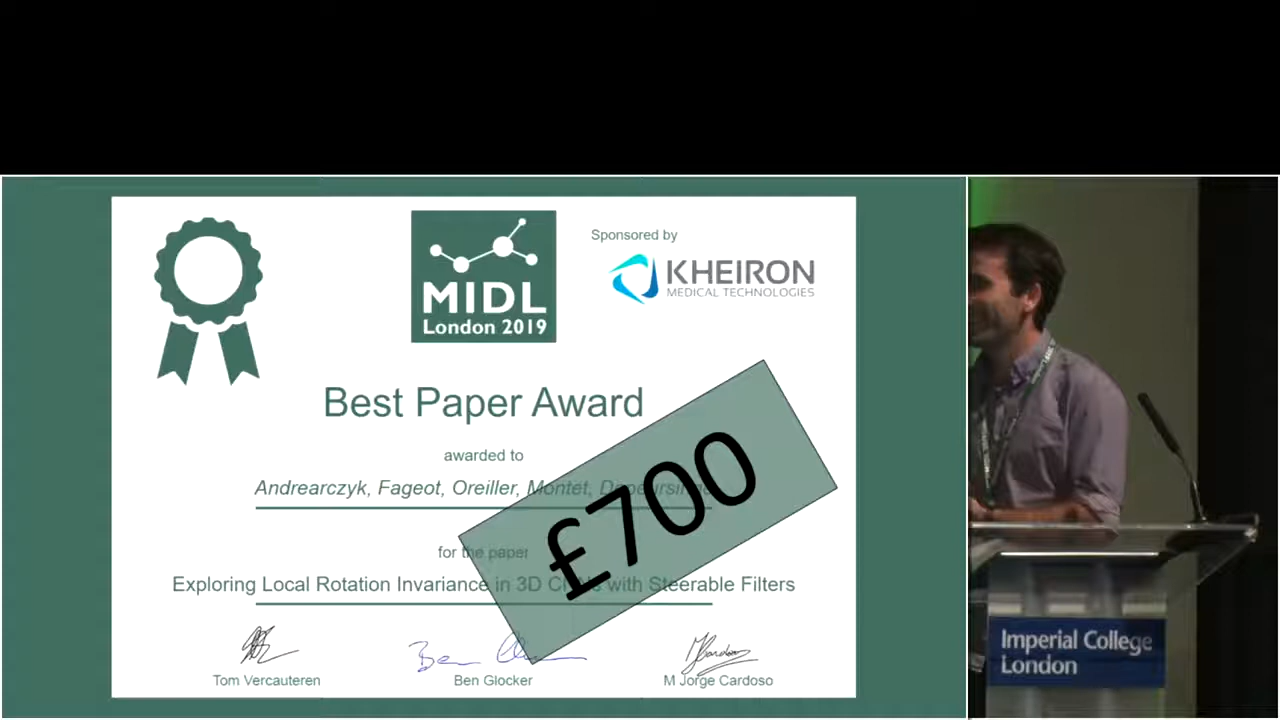 MIDL
London 2019
Sponsored by
KHEIRON
MEDICAL TECHNOLOGIES
Best Paper Award
awarded to
Andrearczyk, Fageot, Oreiller, Montet, Depeursinge
for the paper
Exploring Local Rotation Invariance in 3D CNNs with Steerable Filters
£700
Tom Vercauteren
Ben Glocker
M Jorge Cardoso
Imperial College
London